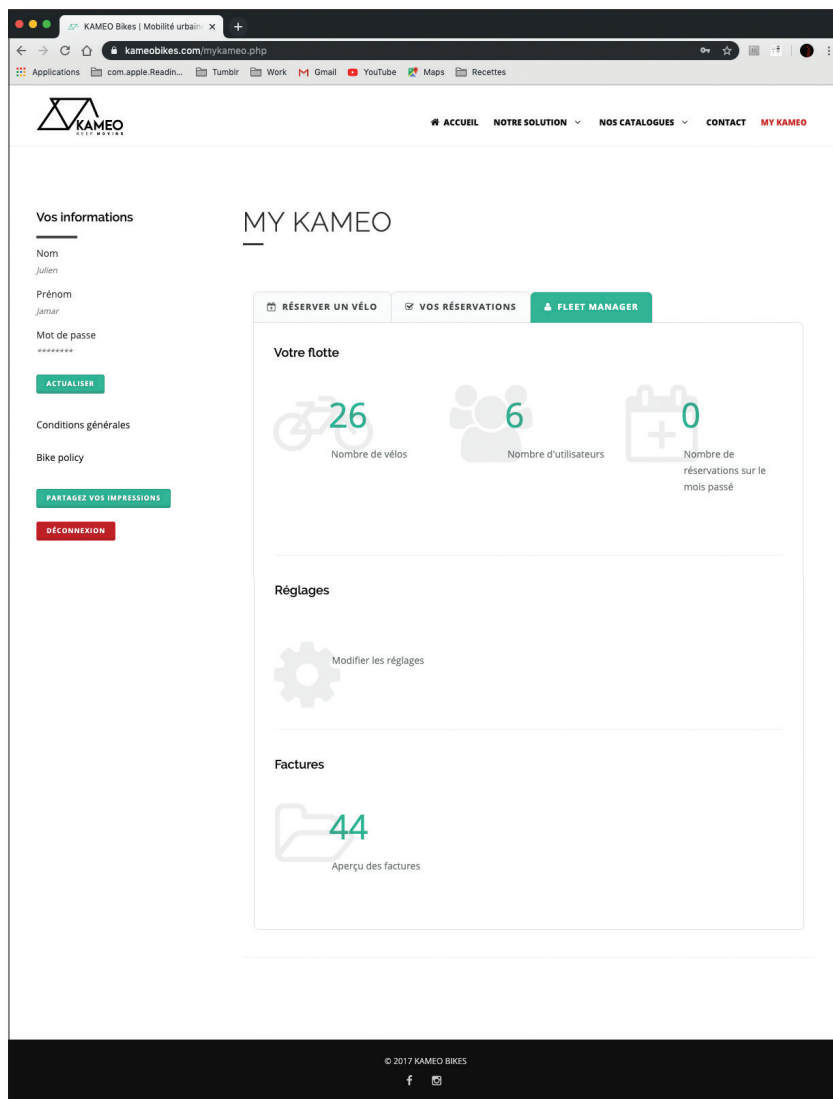 KAMEO Bikes | Mobilité urbain
kameobikes.com/mykameo.php
Applications com.apple.Readin... Tumblr Work Gmail YouTube Maps Recettes
KAMEO
KEEP MOVING
ACCUEIL NOTRE SOLUTION NOS CATALOGUES CONTACT MY KAMEO
Vos informations
Nom
Julien
Prénom
Jamar
Mot de passe
********
ACTUALISER
Conditions générales
Bike policy
PARTAGEZ VOS IMPRESSIONS
DÉCONNEXION
MY KAMEO
RÉSERVER UN VÉLO VOS RÉSERVATIONS FLEET MANAGER
Votre flotte
26
Nombre de vélos
6
Nombre d'utilisateurs
0
Nombre de
réservations sur le
mois passé
Réglages
Modifier les réglages
Factures
44
Aperçu des factures
© 2017 KAMEO BIKES